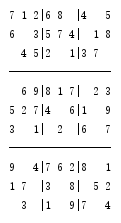 7 1 2|6 8  |4   5
6   3|5 7 4|  1 8
  4 5|2   1|3 7
  6 9|8 1 7|  2 3
5 2 7|4   6|1   9
3   1|  2  |6   7
9   4|7 6 2|8   1
1 7  |3   8|  5 2
  3  |1   9|7   4